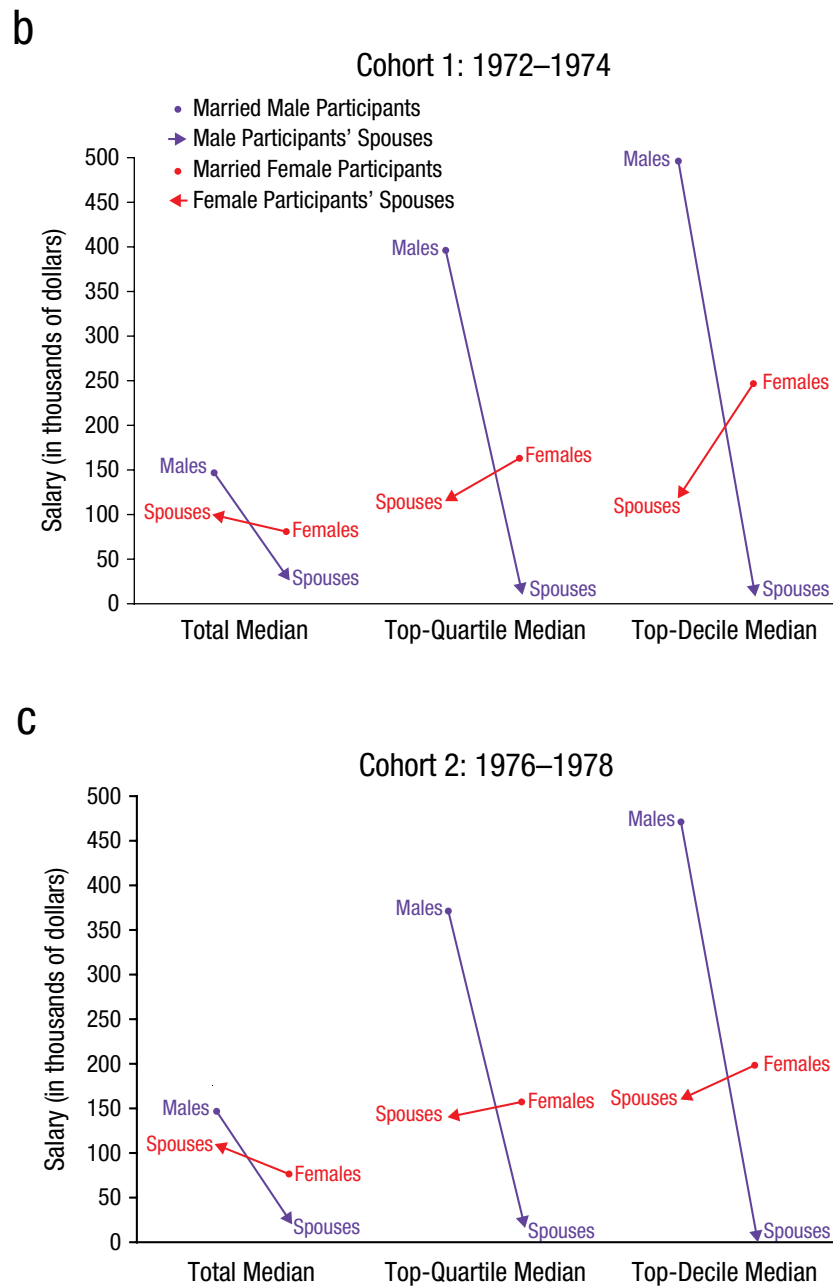 b
Cohort 1: 1972–1974
Married Male Participants
Male Participants’ Spouses
Married Female Participants
Female Participants’ Spouses
Salary (in thousands of dollars)
500
450
400
350
300
250
200
150
100
50
0
Males
Spouses
Females
Spouses
Males
Spouses
Females
Spouses
Males
Spouses
Females
Spouses
Total Median
Top-Quartile Median
Top-Decile Median
c
Cohort 2: 1976–1978
Salary (in thousands of dollars)
500
450
400
350
300
250
200
150
100
50
0
Males
Spouses
Females
Spouses
Males
Spouses
Females
Spouses
Males
Spouses
Females
Spouses
Total Median
Top-Quartile Median
Top-Decile Median